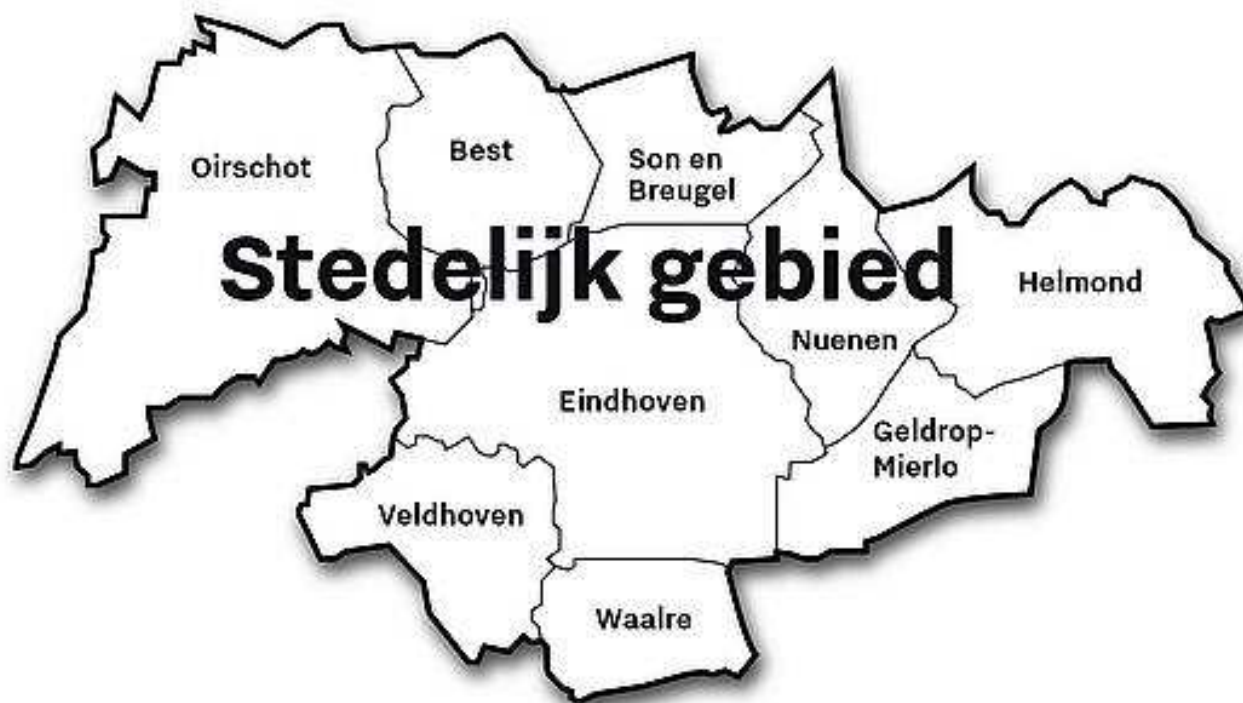 Best
Oirschot
Son en
Breugel
Stedelijk gebied
Helmond
Nuenen
Eindhoven
Geldrop-
Mierlo
Veldhoven
Waalre